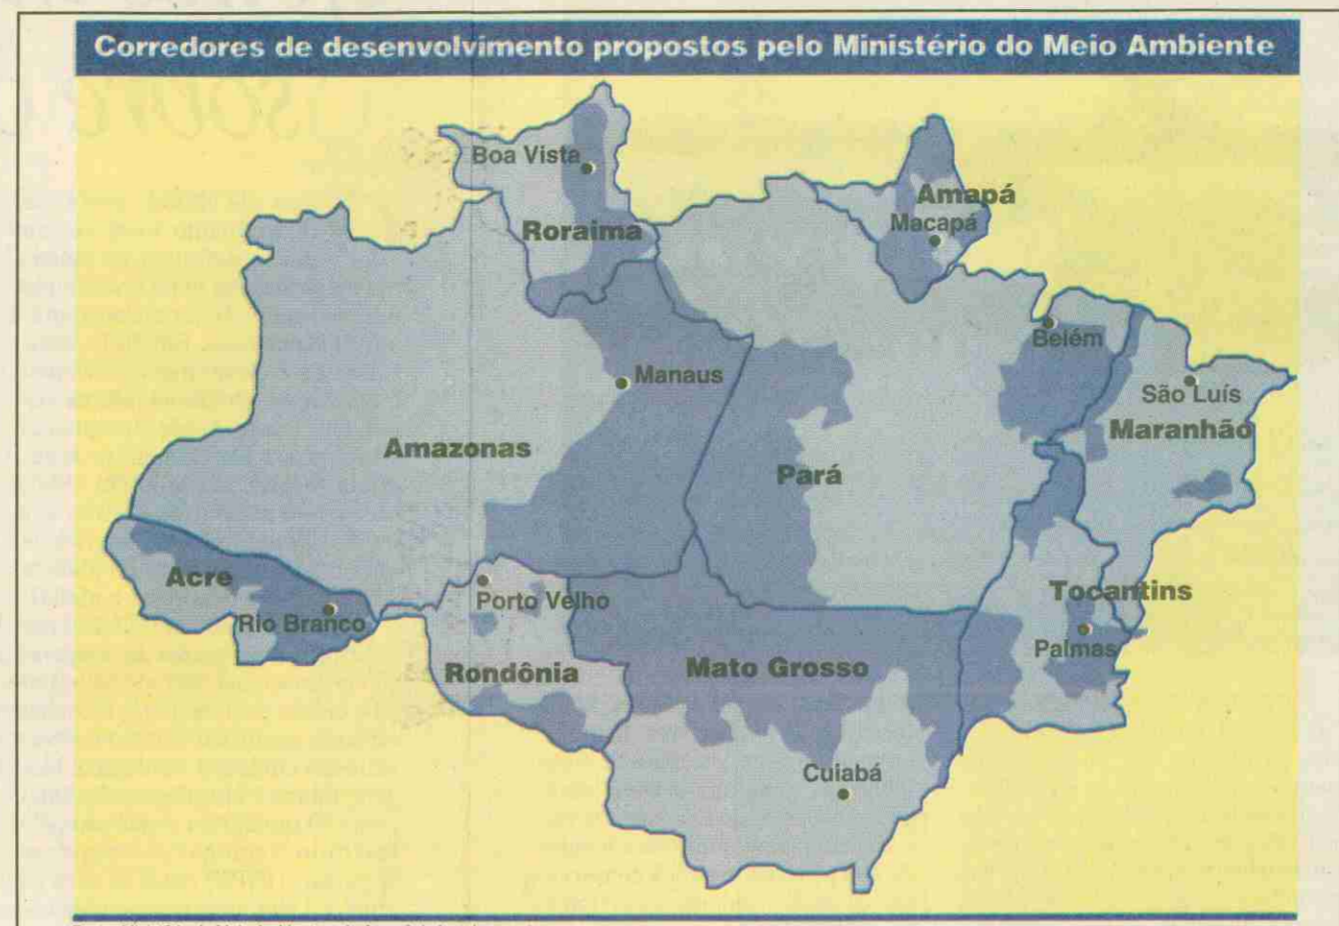 Corredores de desenvolvimento propostos pelo Ministério do Meio Ambiente
Boa Vista
Roraima
Amapá
Macapá
Belém
Manaus
São Luís
Maranhão
Amazonas
Pará
Acre
Rio Branco
Porto Velho
Tocantins
Palmas
Rondônia
Mato Grosso
Cuiabá